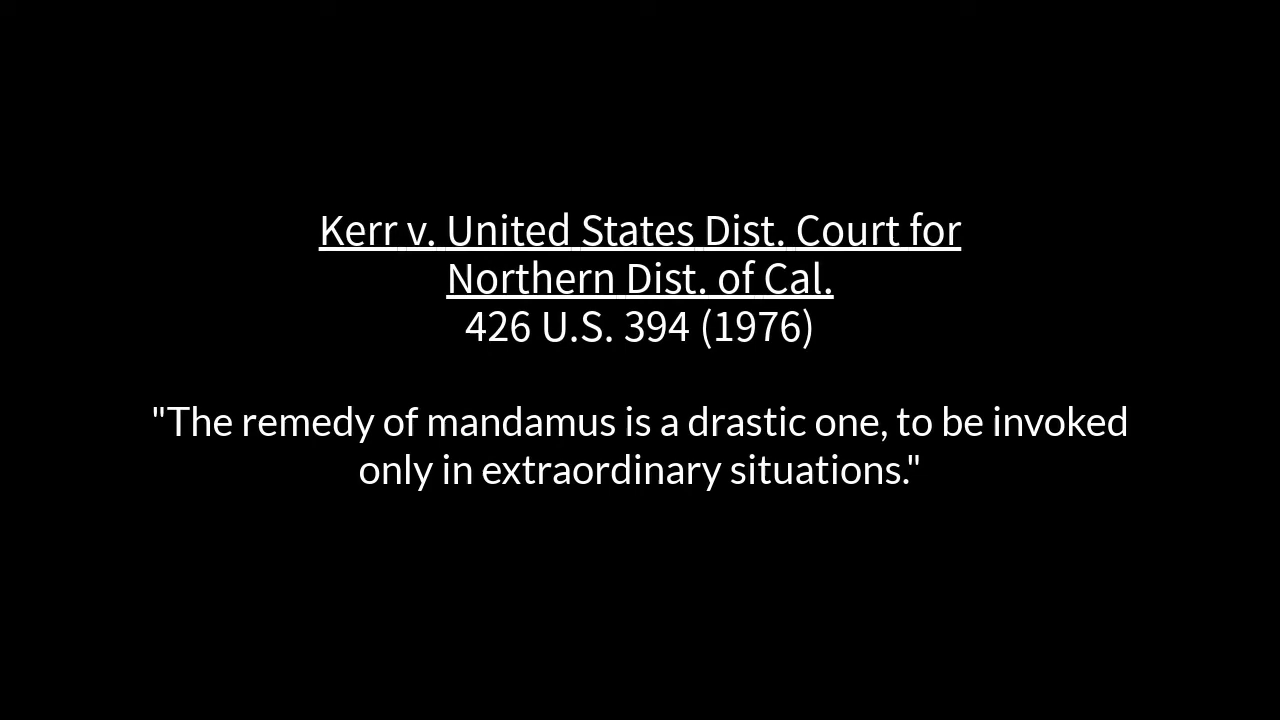 Kerr v. United States Dist. Court for
Northern Dist. of Cal.
426 U.S. 394 (1976)
"The remedy of mandamus is a drastic one, to be invoked
only in extraordinary situations."